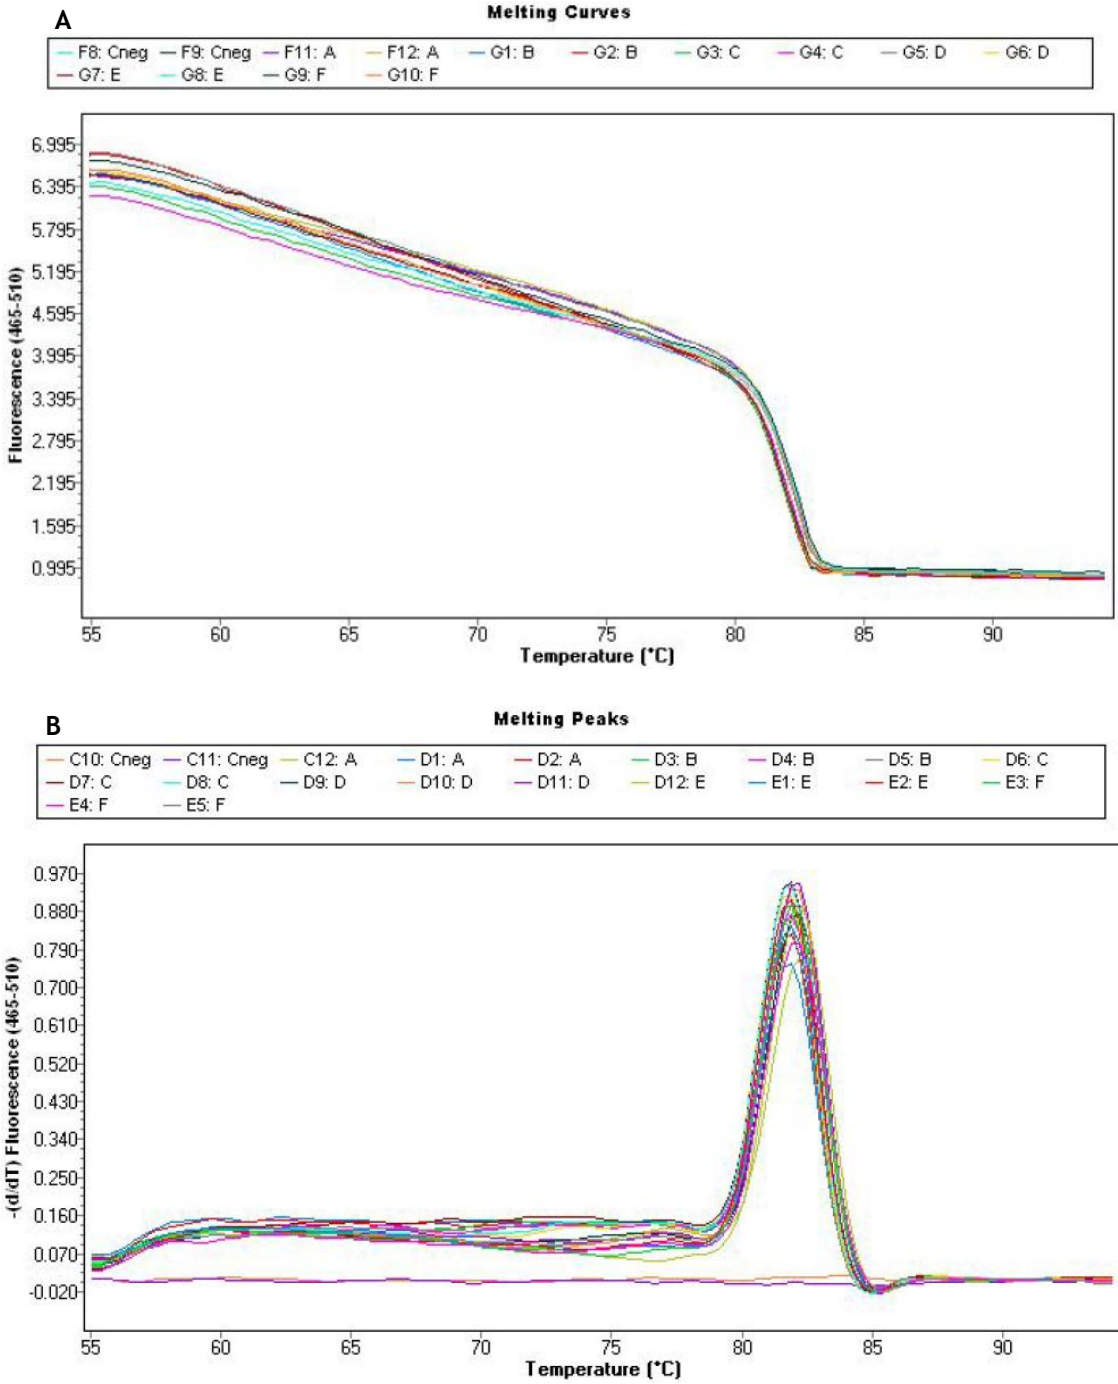 A
Melting Curves
F8: Cneg F9: Cneg F11: A F12: A G1: B G2: B G3: C G4: C G5: D G6: D
G7: E G8: E G9: F G10: F
6.995
6.395
5.795
5.195
4.595
3.995
3.395
2.795
2.195
1.595
0.995
Fluorescence (465-510)
55 60 65 70 75 80 85 90
Temperature (°C)
B
Melting Peaks
C10: Cneg C11: Cneg C12: A D1: A D2: A D3: B D4: B D5: B D6: C
D7: C D8: C D9: D D10: D D11: D D12: E E1: E E2: E E3: F
E4: F E5: F
0.970
0.880
0.790
0.700
0.610
0.520
0.430
0.340
0.250
0.160
0.070
-0.020
-(d/dT) Fluorescence (465-510)
55 60 65 70 75 80 85 90
Temperature (°C)